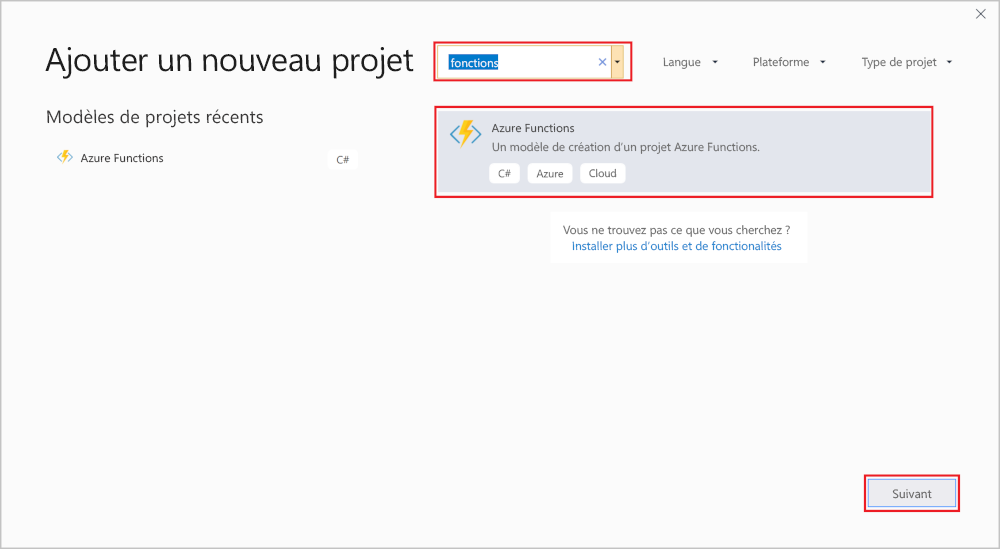 Ajouter un nouveau projet
fonctions
Langue
Plateforme
Type de projet
Modèles de projets récents
Azure Functions
C#
Azure Functions
Un modèle de création d'un projet Azure Functions.
C#
Azure
Cloud
Vous ne trouvez pas ce que vous cherchez ?
Installer plus d'outils et de fonctionalités
Suivant